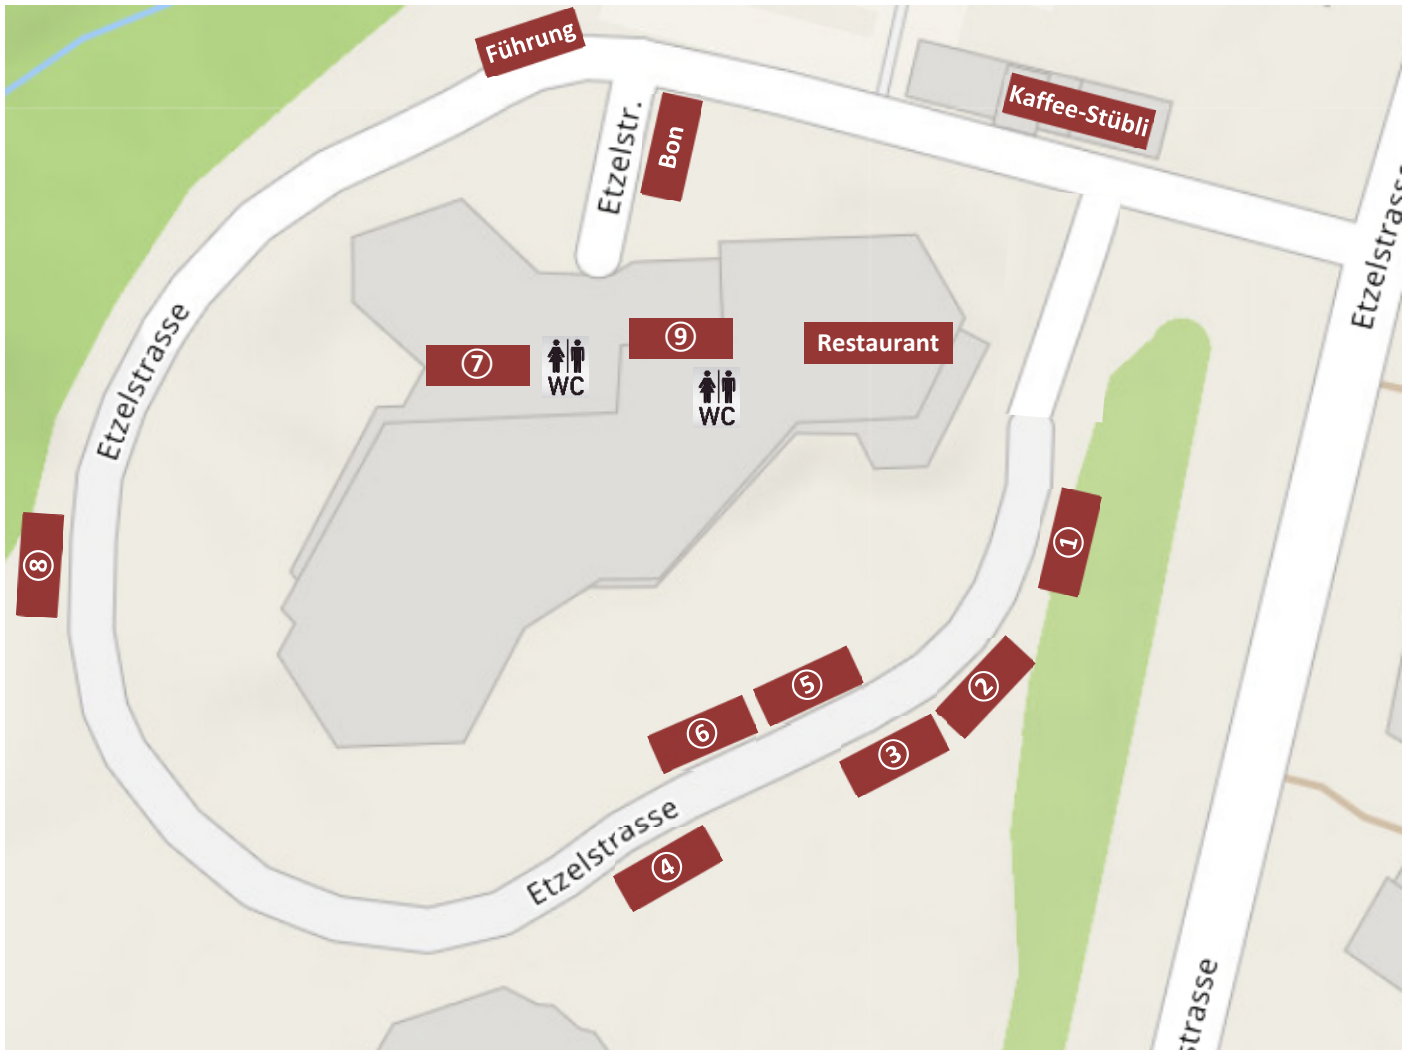 Führung
Kaffee-Stübli
Bon
Etzelstr.
Etzelstrasse
Etzelstrasse
⑨
Restaurant
⑦
WC
WC
①
⑧
②
⑤
⑥
③
Etzelstrasse
④
strasse